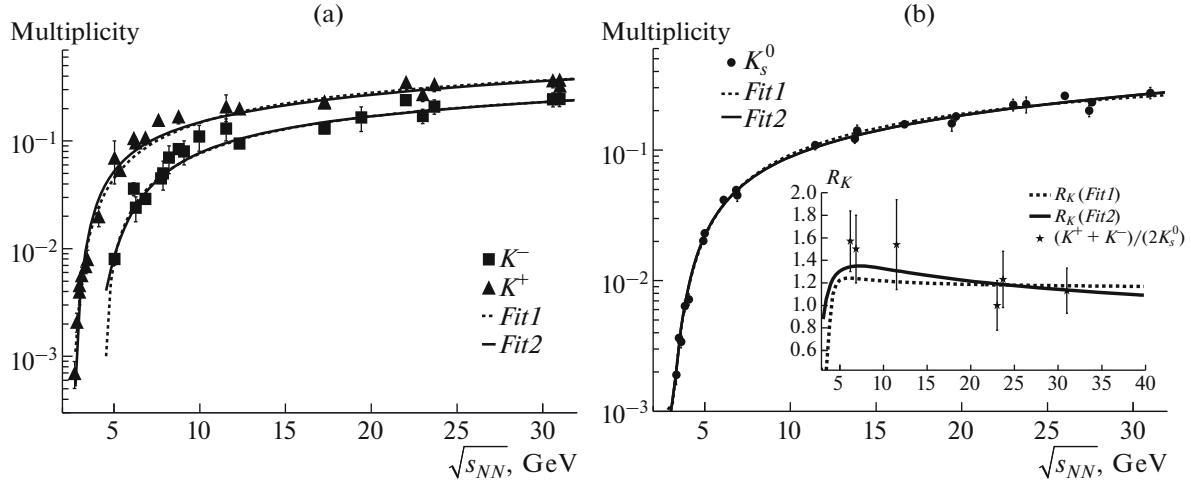 (a)
Multiplicity
10⁻¹
10⁻²
10⁻³
K⁻
K⁺
Fit1
Fit2
5 10 15 20 25 30
√s_NN, GeV
(b)
Multiplicity
K_s^0
Fit1
Fit2
10⁻¹
10⁻²
10⁻³
R_K
2.0
1.8
1.6
1.4
1.2
1.0
0.8
0.6
R_K (Fit1)
R_K (Fit2)
(K⁺ + K⁻)/(2K_s^0)
5 10 15 20 25 30 35 40
5 10 15 20 25 30
√s_NN, GeV